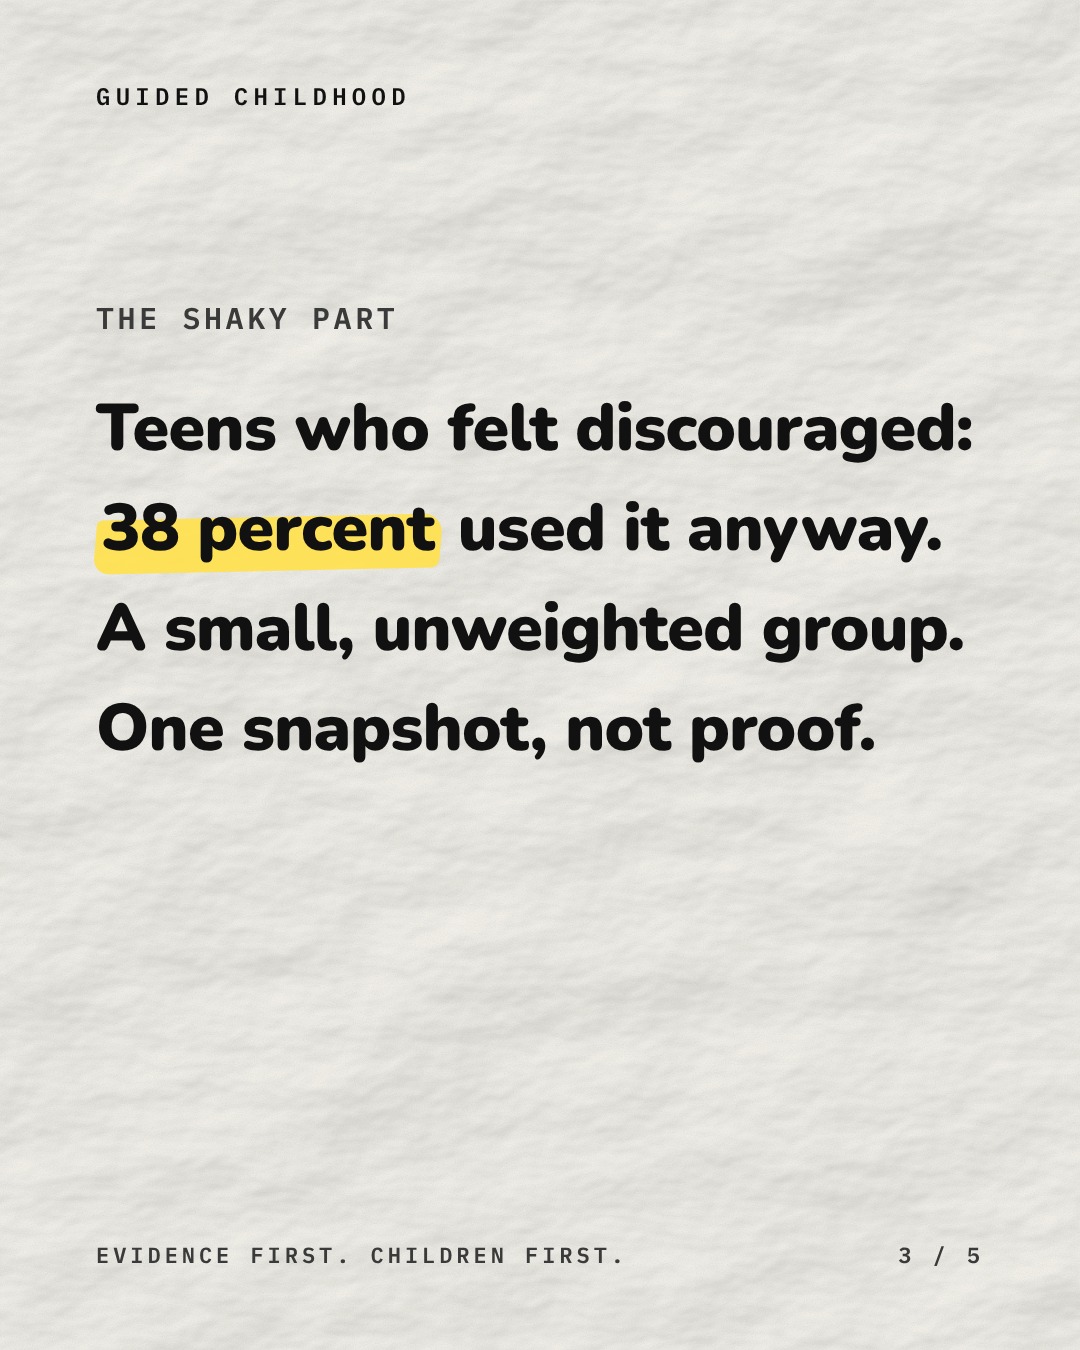 GUIDED CHILDHOOD
THE SHAKY PART
Teens who felt discouraged:
38 percent used it anyway.
A small, unweighted group.
One snapshot, not proof.
EVIDENCE FIRST. CHILDREN FIRST.
3 / 5